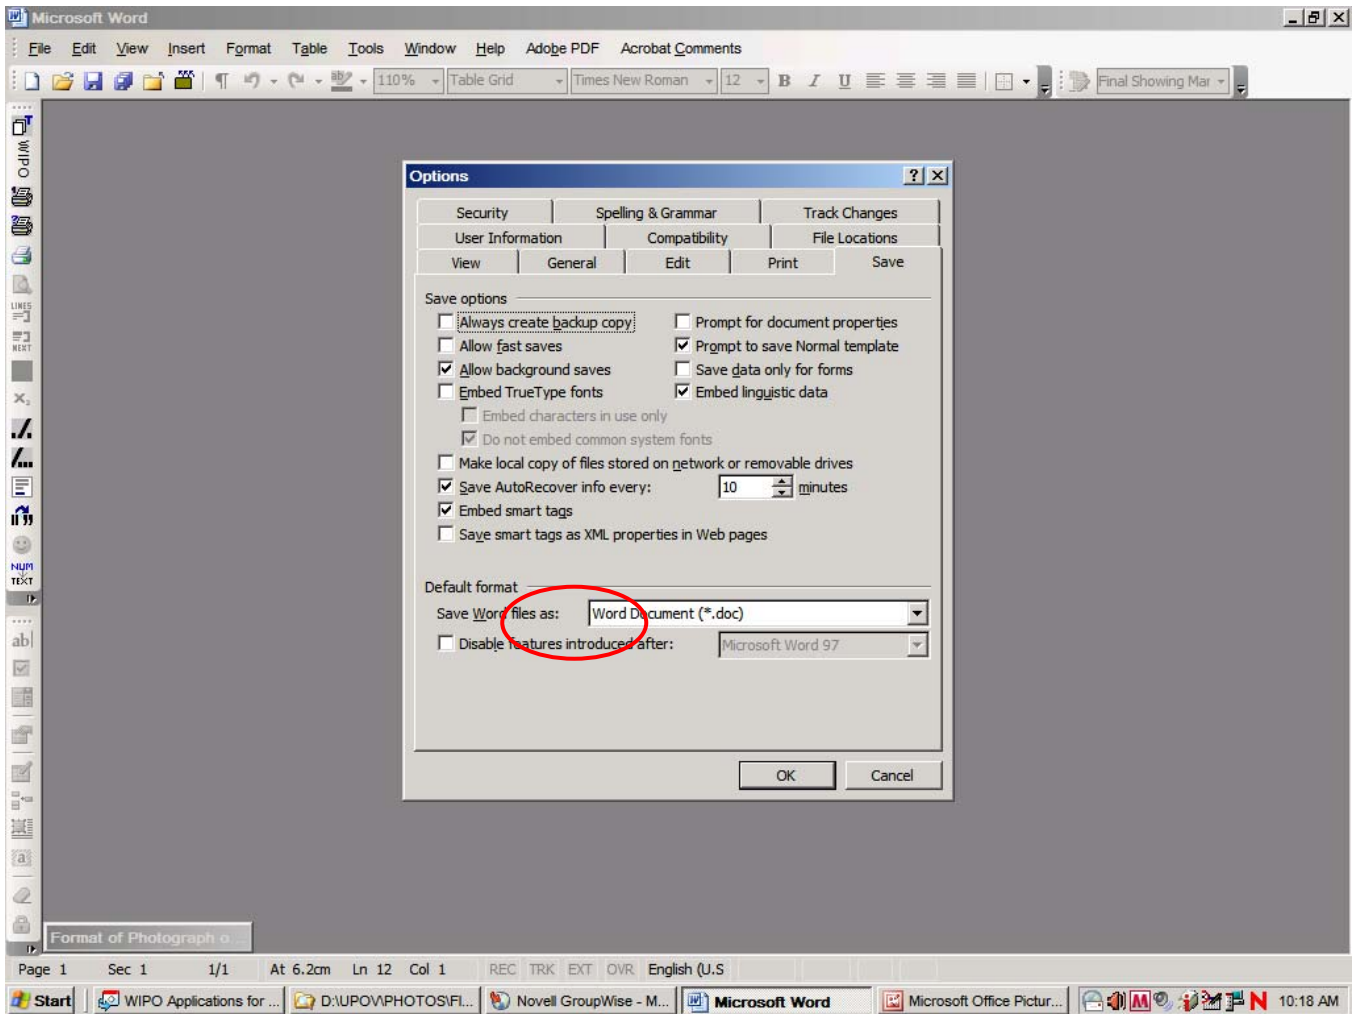 Microsoft Word
File Edit View Insert Format Table Tools Window Help Adobe PDF Acrobat Comments
110% Table Grid Times New Roman 12 B I U Final Showing Mar
WIPO
LINES
NEXT
x₂
NUM
TEXT
ab
a
Options
Security Spelling & Grammar Track Changes
User Information Compatibility File Locations
View General Edit Print Save
Save options
Always create backup copy Prompt for document properties
Allow fast saves Prompt to save Normal template
Allow background saves Save data only for forms
Embed TrueType fonts Embed linguistic data
Embed characters in use only
Do not embed common system fonts
Make local copy of files stored on network or removable drives
Save AutoRecover info every: 10 minutes
Embed smart tags
Save smart tags as XML properties in Web pages
Default format
Save Word files as: Word Document (*.doc)
Disable features introduced after: Microsoft Word 97
OK Cancel
Format of Photograph o...
Page 1 Sec 1 1/1 At 6.2cm Ln 12 Col 1 REC TRK EXT OVR English (U.S
Start WIPO Applications for ... D:\UPOV\PHOTOS\FI... Novell GroupWise - M... Microsoft Word Microsoft Office Pictur... M N 10:18 AM